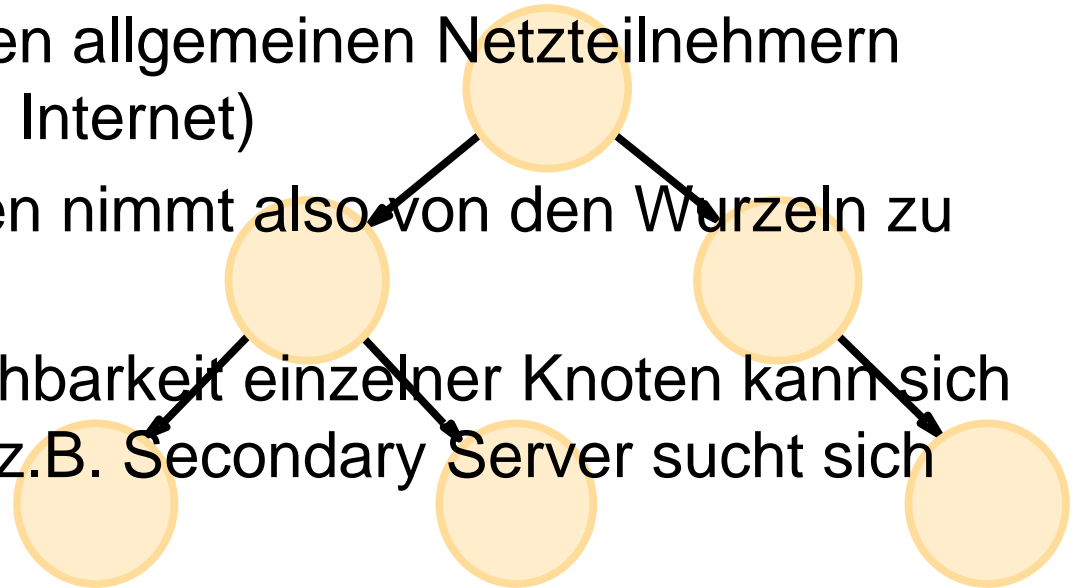 en allgemeinen Netzteilnehmern
Internet)
en nimmt also von den Wurzeln zu
hbarkeit einzelner Knoten kann sich
z.B. Secondary Server sucht sich